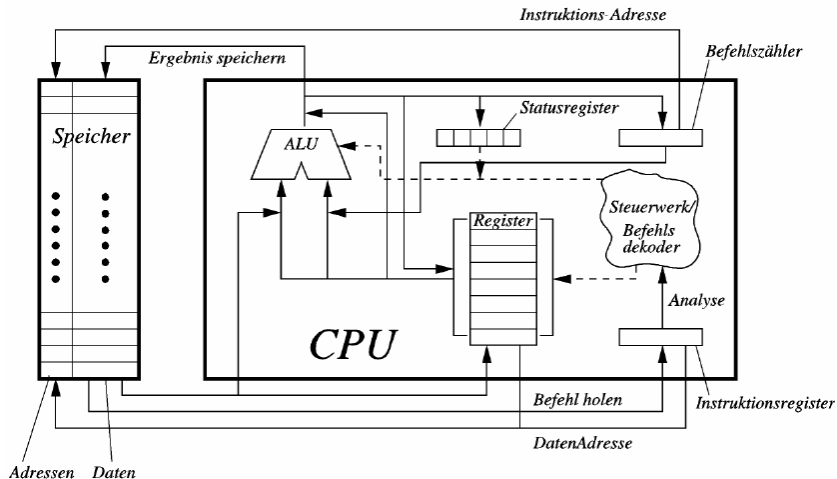 Instruktions-Adresse
Ergebnis speichern
Befehlszähler
Statusregister
Speicher
ALU
Steuerwerk/
Befehls
dekoder
Register
Analyse
CPU
Befehl holen
Instruktionsregister
DatenAdresse
Adressen
Daten